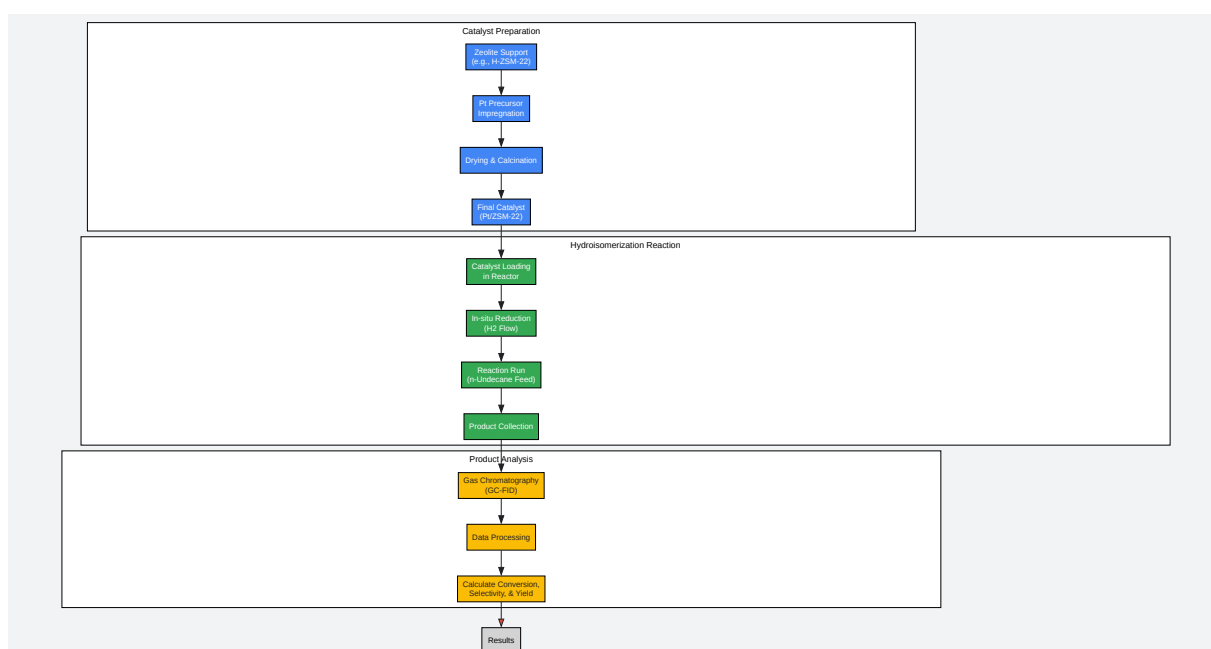 Catalyst Preparation
Zeolite Support
(e.g., H-ZSM-22)
Pt Precursor
Impregnation
Drying & Calcination
Final Catalyst
(Pt/ZSM-22)
Hydroisomerization Reaction
Catalyst Loading
in Reactor
In-situ Reduction
(H2 Flow)
Reaction Run
(n-Undecane Feed)
Product Collection
Product Analysis
Gas Chromatography
(GC-FID)
Data Processing
Calculate Conversion,
Selectivity, & Yield
Results